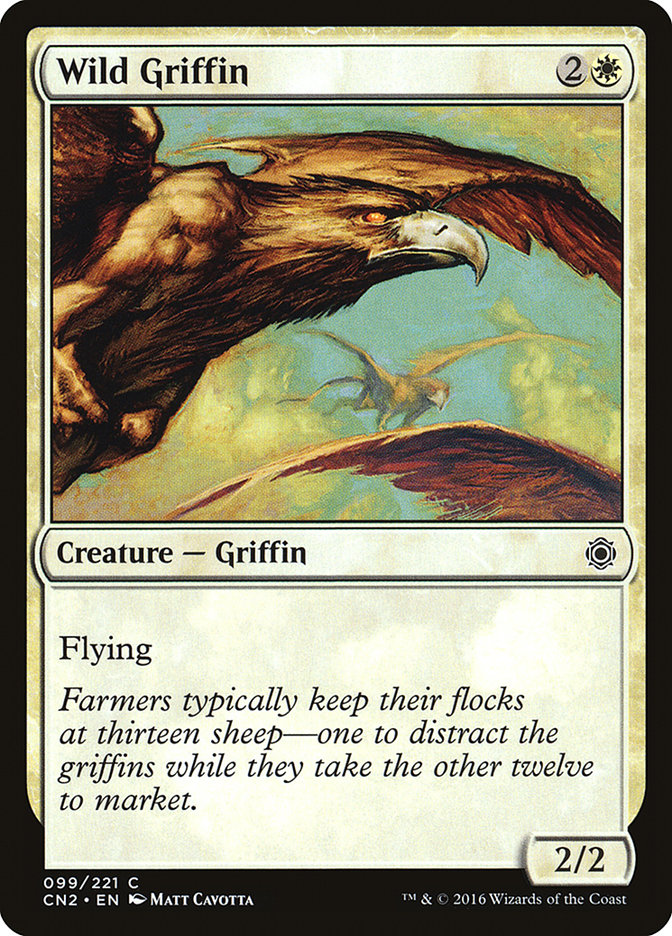 Wild Griffin 2
Creature — Griffin
Flying
Farmers typically keep their flocks
at thirteen sheep—one to distract the
griffins while they take the other twelve
to market.
2/2
099/221 C
CN2 • EN Matt Cavotta
™ & © 2016 Wizards of the Coast